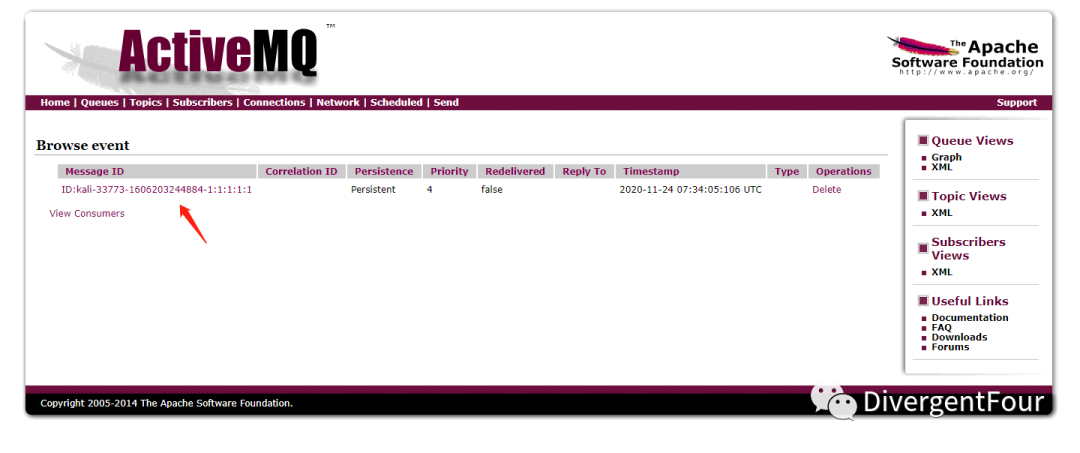 ActiveMQ™
The Apache
Software Foundation
http://www.apache.org/
Home | Queues | Topics | Subscribers | Connections | Network | Scheduled | Send
Support
Browse event
Message ID Correlation ID Persistence Priority Redelivered Reply To Timestamp Type Operations
ID:kali-33773-1606203244884-1:1:1:1:1 Persistent 4 false 2020-11-24 07:34:05:106 UTC Delete
View Consumers
Queue Views
Graph
XML
Topic Views
XML
Subscribers
Views
XML
Useful Links
Documentation
FAQ
Downloads
Forums
Copyright 2005-2014 The Apache Software Foundation.
DivergentFour